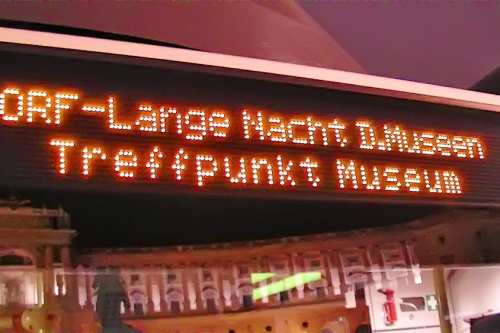 ORF-Lange Nacht D.Museen
Treffpunkt Museum